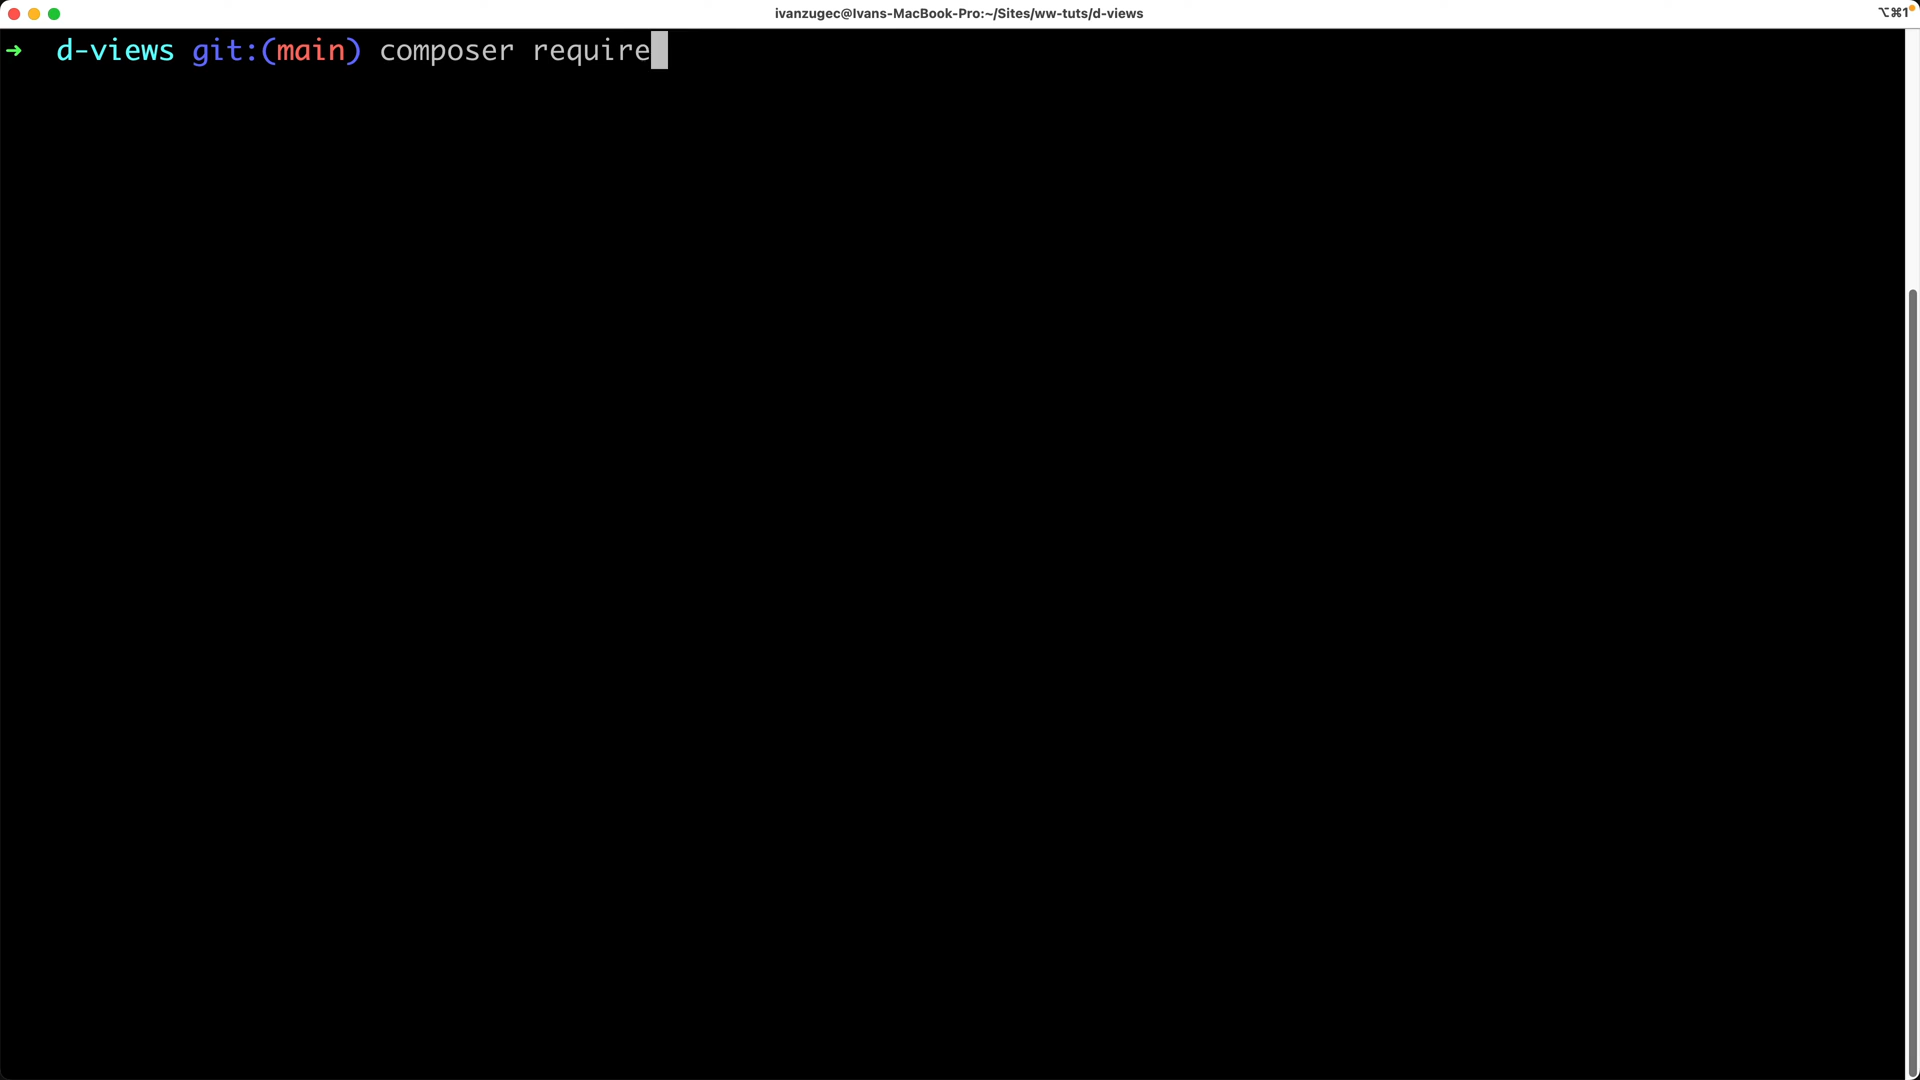 ivanzugec@Ivans-MacBook-Pro:~/Sites/ww-tuts/d-views
⌥⌘1
➜ d-views git:(main) composer require